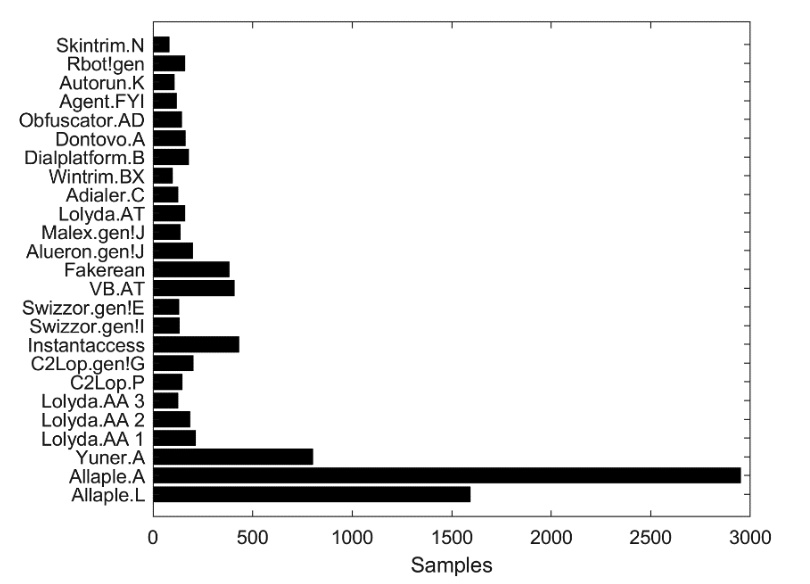 Skintrim.N
Rbot!gen
Autorun.K
Agent.FYI
Obfuscator.AD
Dontovo.A
Dialplatform.B
Wintrim.BX
Adialer.C
Lolyda.AT
Malex.gen!J
Alueron.gen!J
Fakerean
VB.AT
Swizzor.gen!E
Swizzor.gen!I
Instantaccess
C2Lop.gen!G
C2Lop.P
Lolyda.AA 3
Lolyda.AA 2
Lolyda.AA 1
Yuner.A
Allaple.A
Allaple.L
0 500 1000 1500 2000 2500 3000
Samples